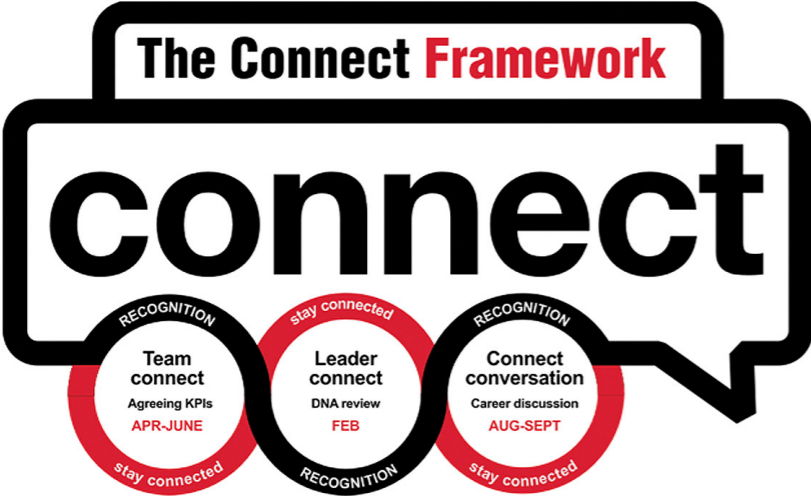 The Connect Framework
connect
RECOGNITION
Team
connect
Agreeing KPIs
APR-JUNE
stay connected
stay connected
Leader
connect
DNA review
FEB
RECOGNITION
RECOGNITION
Connect
conversation
Career discussion
AUG-SEPT
stay connected